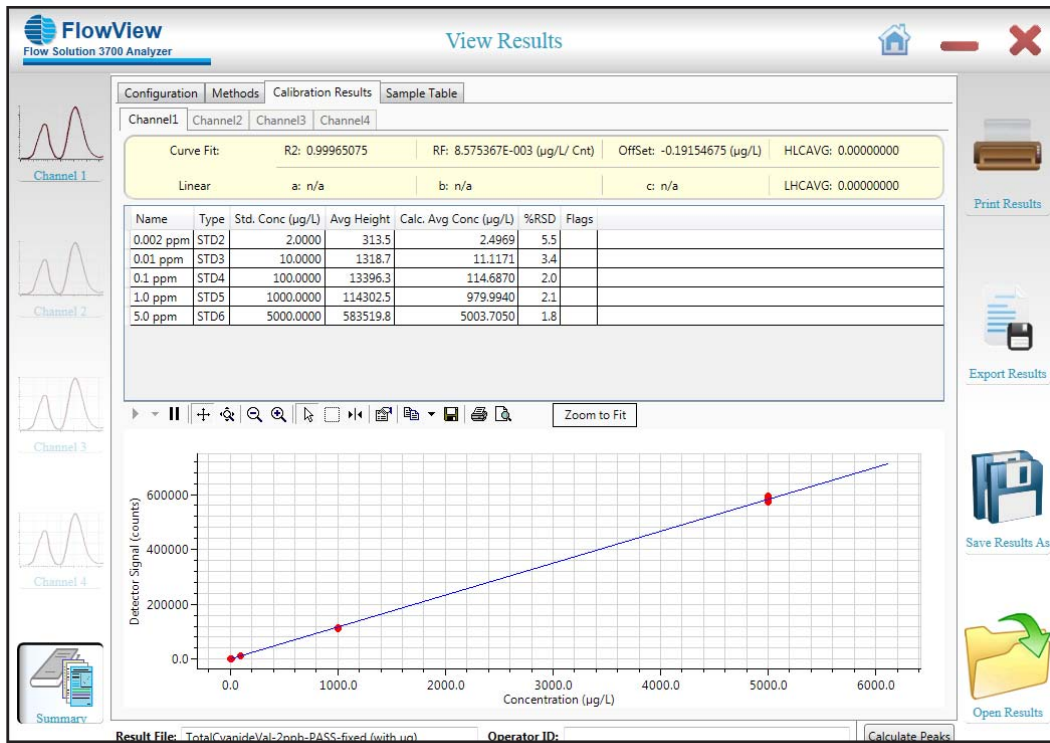 FlowView
Flow Solution 3700 Analyzer
View Results
Configuration Methods Calibration Results Sample Table
Channel1 Channel2 Channel3 Channel4
Curve Fit: R2: 0.99965075 RF: 8.575367E-003 (µg/L/ Cnt) OffSet: -0.19154675 (µg/L) HLCAVG: 0.00000000
Linear a: n/a b: n/a c: n/a LHCAVG: 0.00000000
Name Type Std. Conc (µg/L) Avg Height Calc. Avg Conc (µg/L) %RSD Flags
0.002 ppm STD2 2.0000 313.5 2.4969 5.5
0.01 ppm STD3 10.0000 1318.7 11.1171 3.4
0.1 ppm STD4 100.0000 13396.3 114.6870 2.0
1.0 ppm STD5 1000.0000 114302.5 979.9940 2.1
5.0 ppm STD6 5000.0000 583519.8 5003.7050 1.8
Zoom to Fit
Detector Signal (counts)
600000
400000
200000
0.0
0.0 1000.0 2000.0 3000.0 4000.0 5000.0 6000.0
Concentration (µg/L)
Channel 1
Channel 2
Channel 3
Channel 4
Summary
Print Results
Export Results
Save Results As
Open Results
Result File: TotalCyanideVal-2ppb-PASS-fixed (with ug) Operator ID: Calculate Peaks